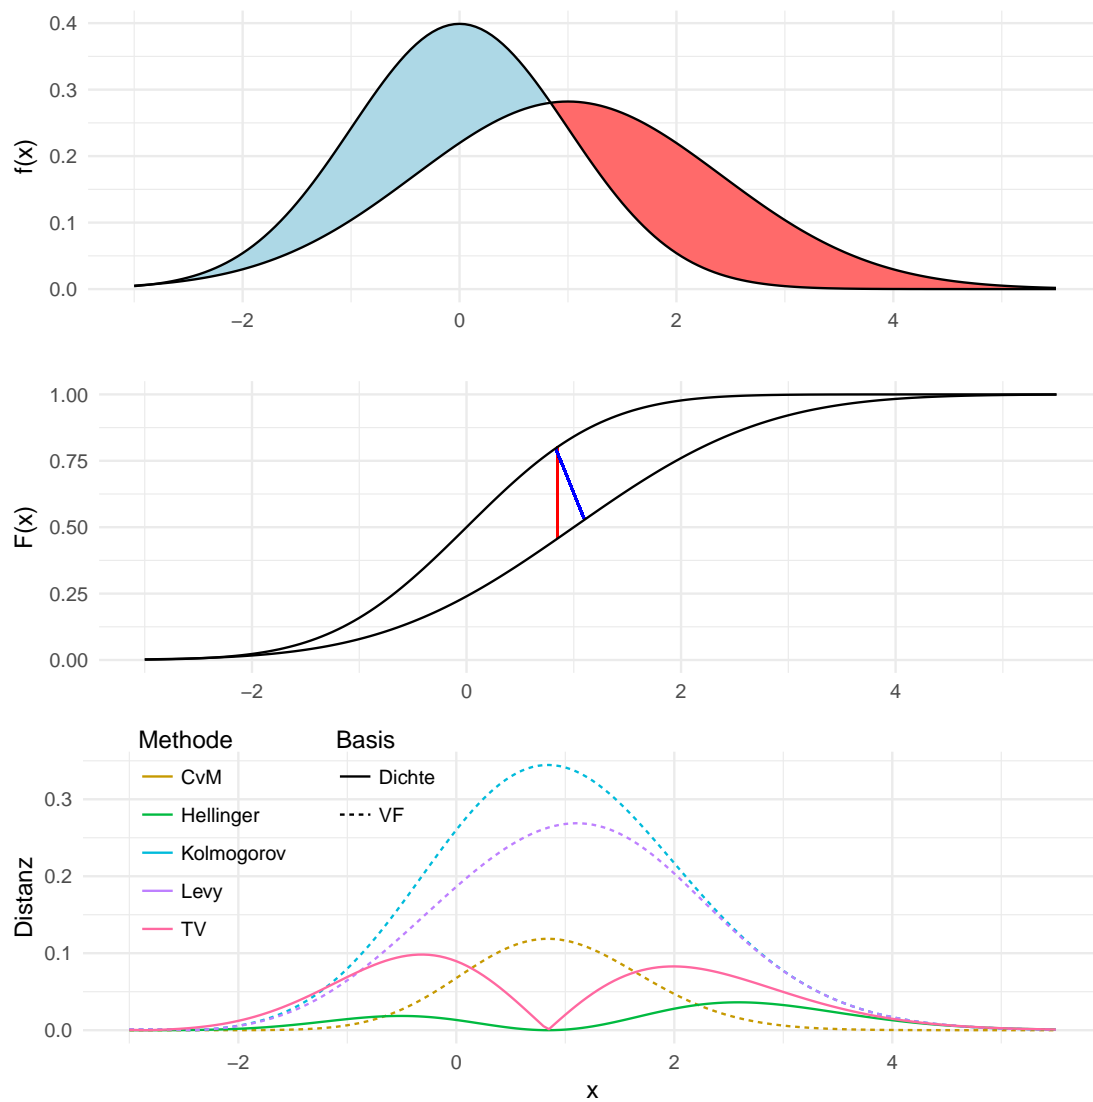 f(x)
0.4
0.3
0.2
0.1
0.0
−2 0 2 4
F(x)
1.00
0.75
0.50
0.25
0.00
−2 0 2 4
Methode
CvM
Hellinger
Kolmogorov
Levy
TV
Basis
Dichte
VF
Distanz
0.3
0.2
0.1
0.0
−2 0 2 4
x